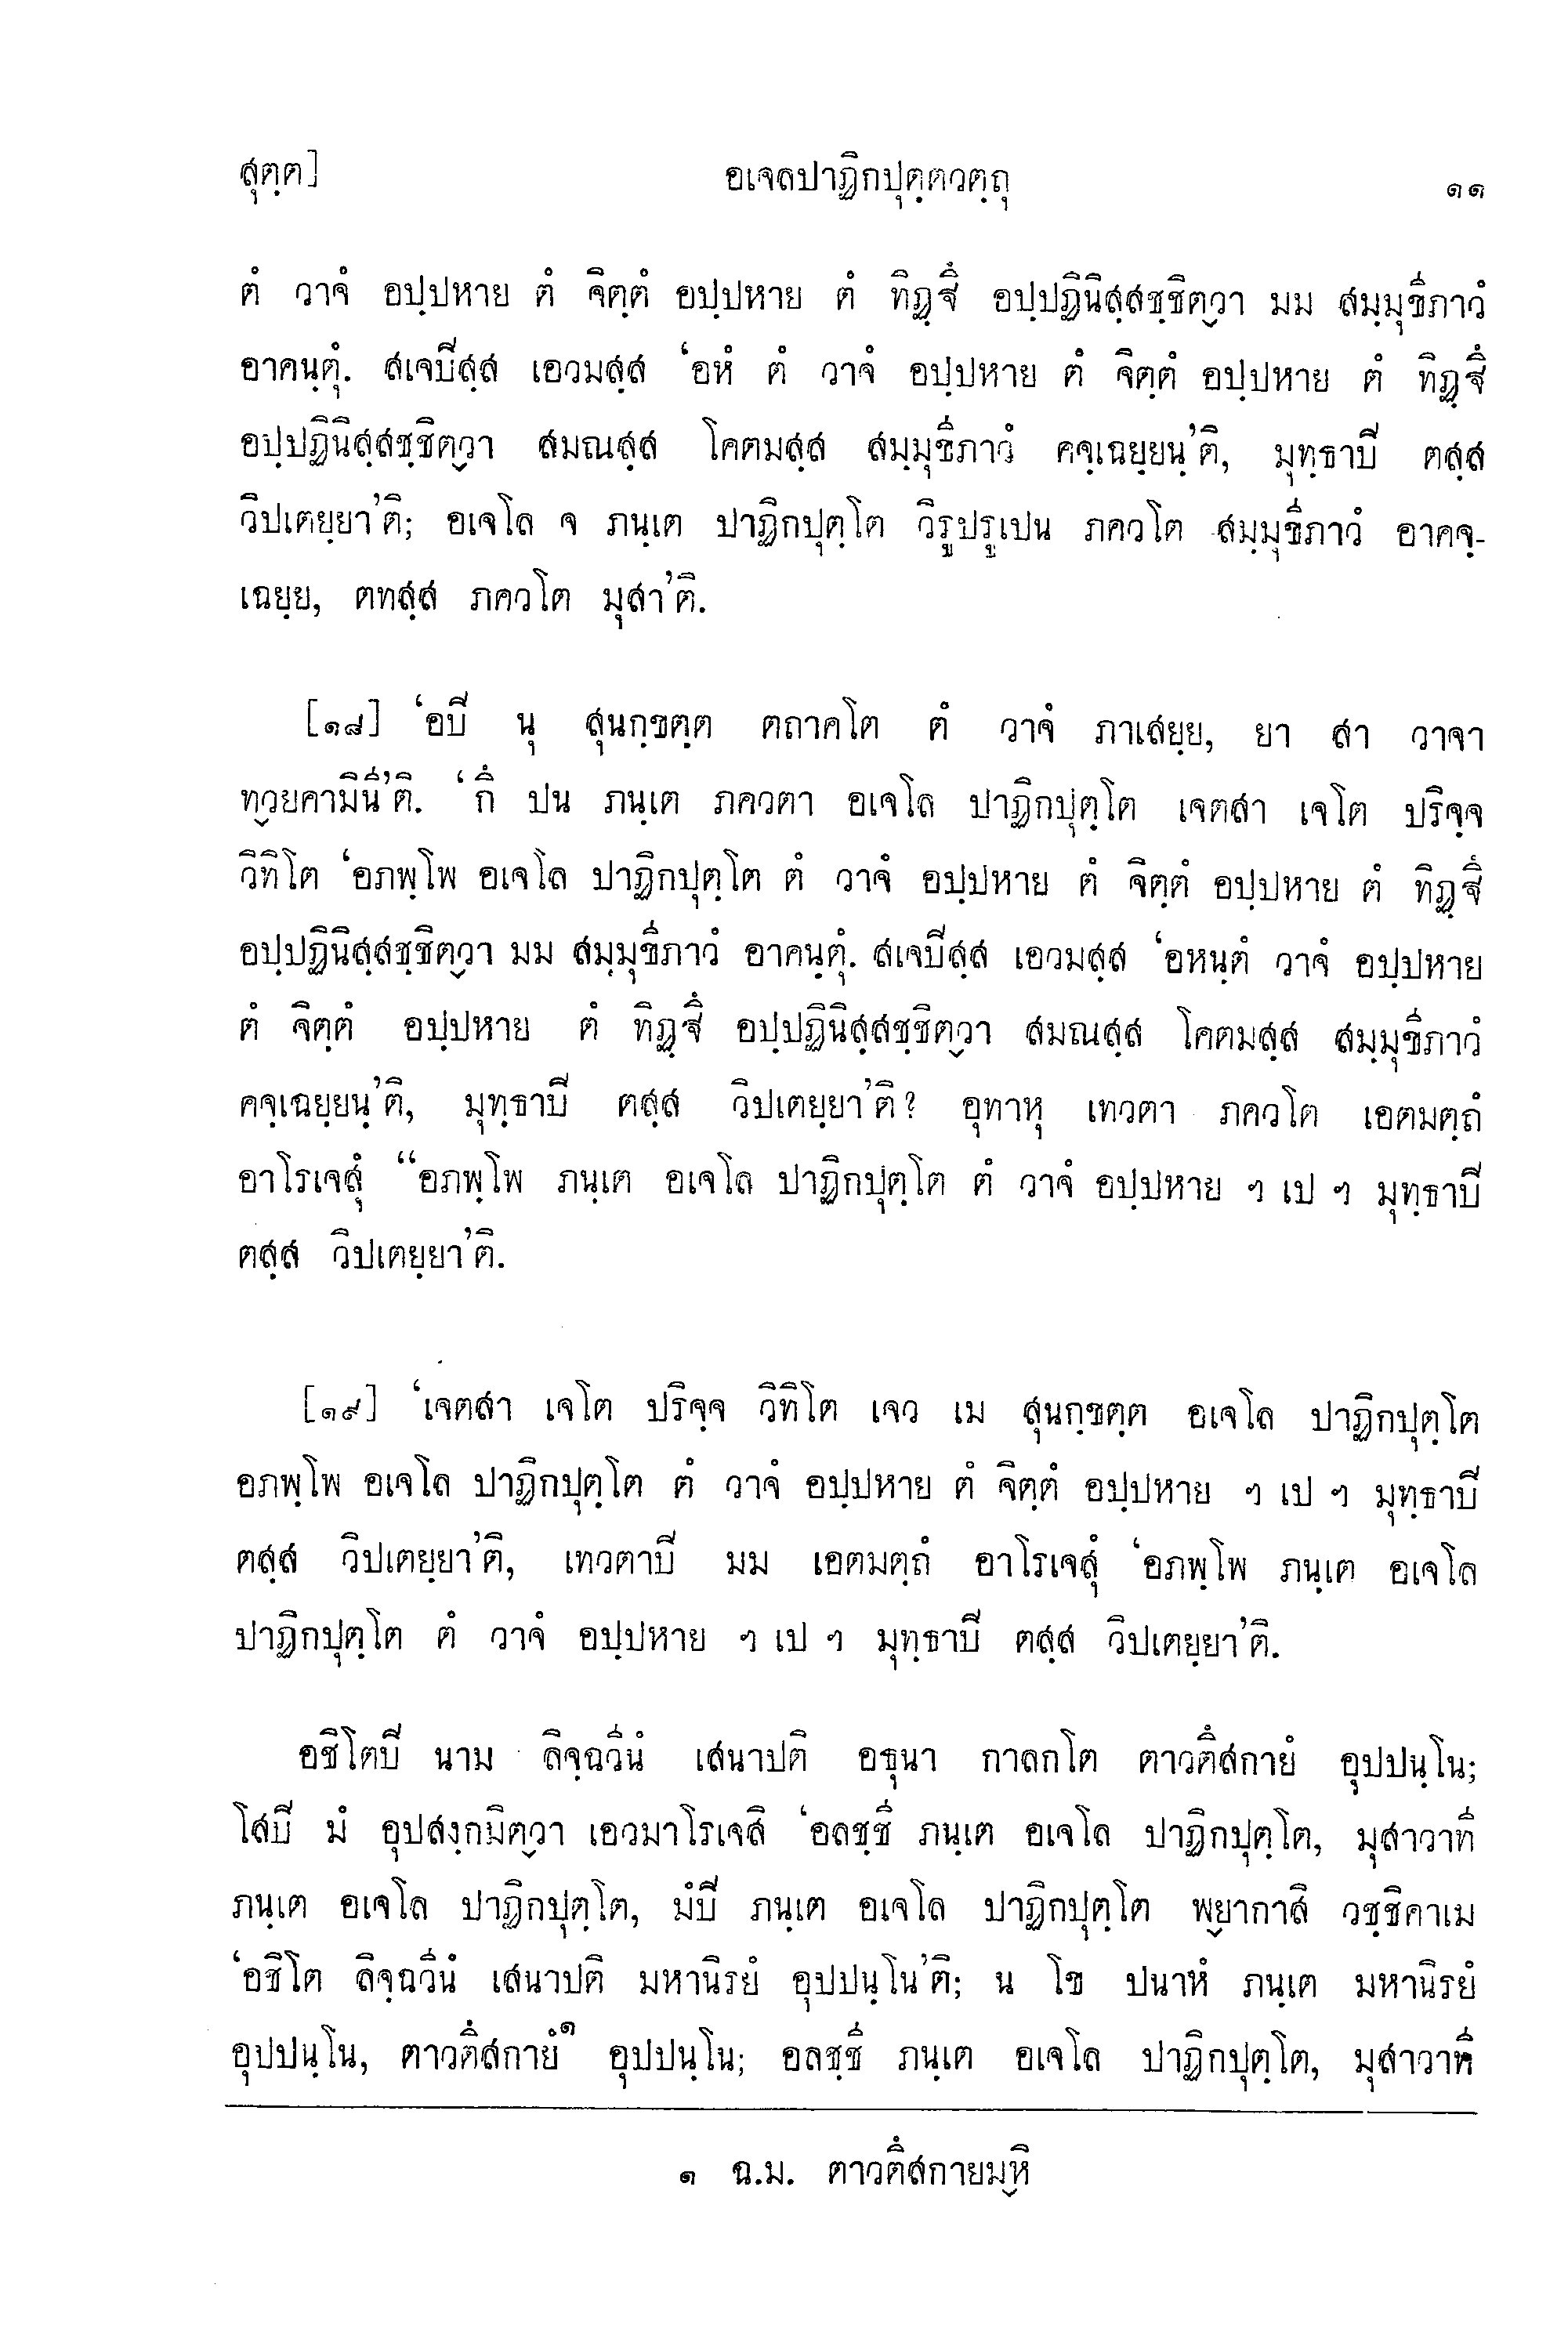 สุตฺต]
อเจลปาฏิกปุตฺตวตฺถุ
๑๑
ตํ วาจํ อปฺปหาย ตํ จิตฺตํ อปฺปหาย ตํ ทิฏฺฐึ อปฺปฏินิสฺสชฺชิตฺวา มม สมฺมุขีภาวํ
อาคนฺตุํ. สเจปีสฺส เอวมสฺส ‘อหํ ตํ วาจํ อปฺปหาย ตํ จิตฺตํ อปฺปหาย ตํ ทิฏฺฐึ
อปฺปฏินิสฺสชฺชิตฺวา สมณสฺส โคตมสฺส สมฺมุขีภาวํ คจฺเฉยฺยนฺ’ติ, มุทฺธาปี ตสฺส
วิปเตยฺยา’ติ; อเจโล จ ภนฺเต ปาฏิกปุตฺโต วิรูปรูเปน ภควโต สมฺมุขีภาวํ อาคจฺ-
เฉยฺย, ตทสฺส ภควโต มุสา’ติ.
[๑๘] ‘อปี นุ สุนกฺขตฺต ตถาคโต ตํ วาจํ ภาเสยฺย, ยา สา วาจา
ทฺวยคามินี’ติ. ‘กึ ปน ภนฺเต ภควตา อเจโล ปาฏิกปุตฺโต เจตสา เจโต ปริจฺจ
วิทิโต ‘อภพฺโพ อเจโล ปาฏิกปุตฺโต ตํ วาจํ อปฺปหาย ตํ จิตฺตํ อปฺปหาย ตํ ทิฏฺฐึ
อปฺปฏินิสฺสชฺชิตฺวา มม สมฺมุขีภาวํ อาคนฺตุํ. สเจปีสฺส เอวมสฺส ‘อหนฺตํ วาจํ อปฺปหาย
ตํ จิตฺตํ อปฺปหาย ตํ ทิฏฺฐึ อปฺปฏินิสฺสชฺชิตฺวา สมณสฺส โคตมสฺส สมฺมุขีภาวํ
คจฺเฉยฺยนฺ’ติ, มุทฺธาปี ตสฺส วิปเตยฺยา’ติ? อุทาหุ เทวตา ภควโต เอตมตฺถํ
อาโรเจสุํ “อภพฺโพ ภนฺเต อเจโล ปาฏิกปุตฺโต ตํ วาจํ อปฺปหาย ฯ เป ฯ มุทฺธาปี
ตสฺส วิปเตยฺยา’ติ.
[๑๙] ‘เจตสา เจโต ปริจฺจ วิทิโต เจว เม สุนกฺขตฺต อเจโล ปาฏิกปุตฺโต
อภพฺโพ อเจโล ปาฏิกปุตฺโต ตํ วาจํ อปฺปหาย ตํ จิตฺตํ อปฺปหาย ฯ เป ฯ มุทฺธาปี
ตสฺส วิปเตยฺยา’ติ, เทวตาปี มม เอตมตฺถํ อาโรเจสุํ ‘อภพฺโพ ภนฺเต อเจโล
ปาฏิกปุตฺโต ตํ วาจํ อปฺปหาย ฯ เป ฯ มุทฺธาปี ตสฺส วิปเตยฺยา’ติ.
อชิโตปี นาม ลิจฺฉวีนํ เสนาปติ อธุนา กาลกโต ตาวตึสกายํ อุปฺปนฺโน;
โสปี มํ อุปสงฺกมิตฺวา เอวมาโรเจสิ ‘อลชฺชี ภนฺเต อเจโล ปาฏิกปุตฺโต, มุสาวาที
ภนฺเต อเจโล ปาฏิกปุตฺโต, มํปี ภนฺเต อเจโล ปาฏิกปุตฺโต พฺยากาสิ วชฺชิคาเม
‘อชิโต ลิจฺฉวีนํ เสนาปติ มหานิรยํ อุปฺปนฺโน’ติ; น โข ปนาหํ ภนฺเต มหานิรยํ
อุปฺปนฺโน, ตาวตึสกายํ๑ อุปฺปนฺโน; อลชฺชี ภนฺเต อเจโล ปาฏิกปุตฺโต, มุสาวาที
๑ ฉ.ม. ตาวตึสกายมฺหิ